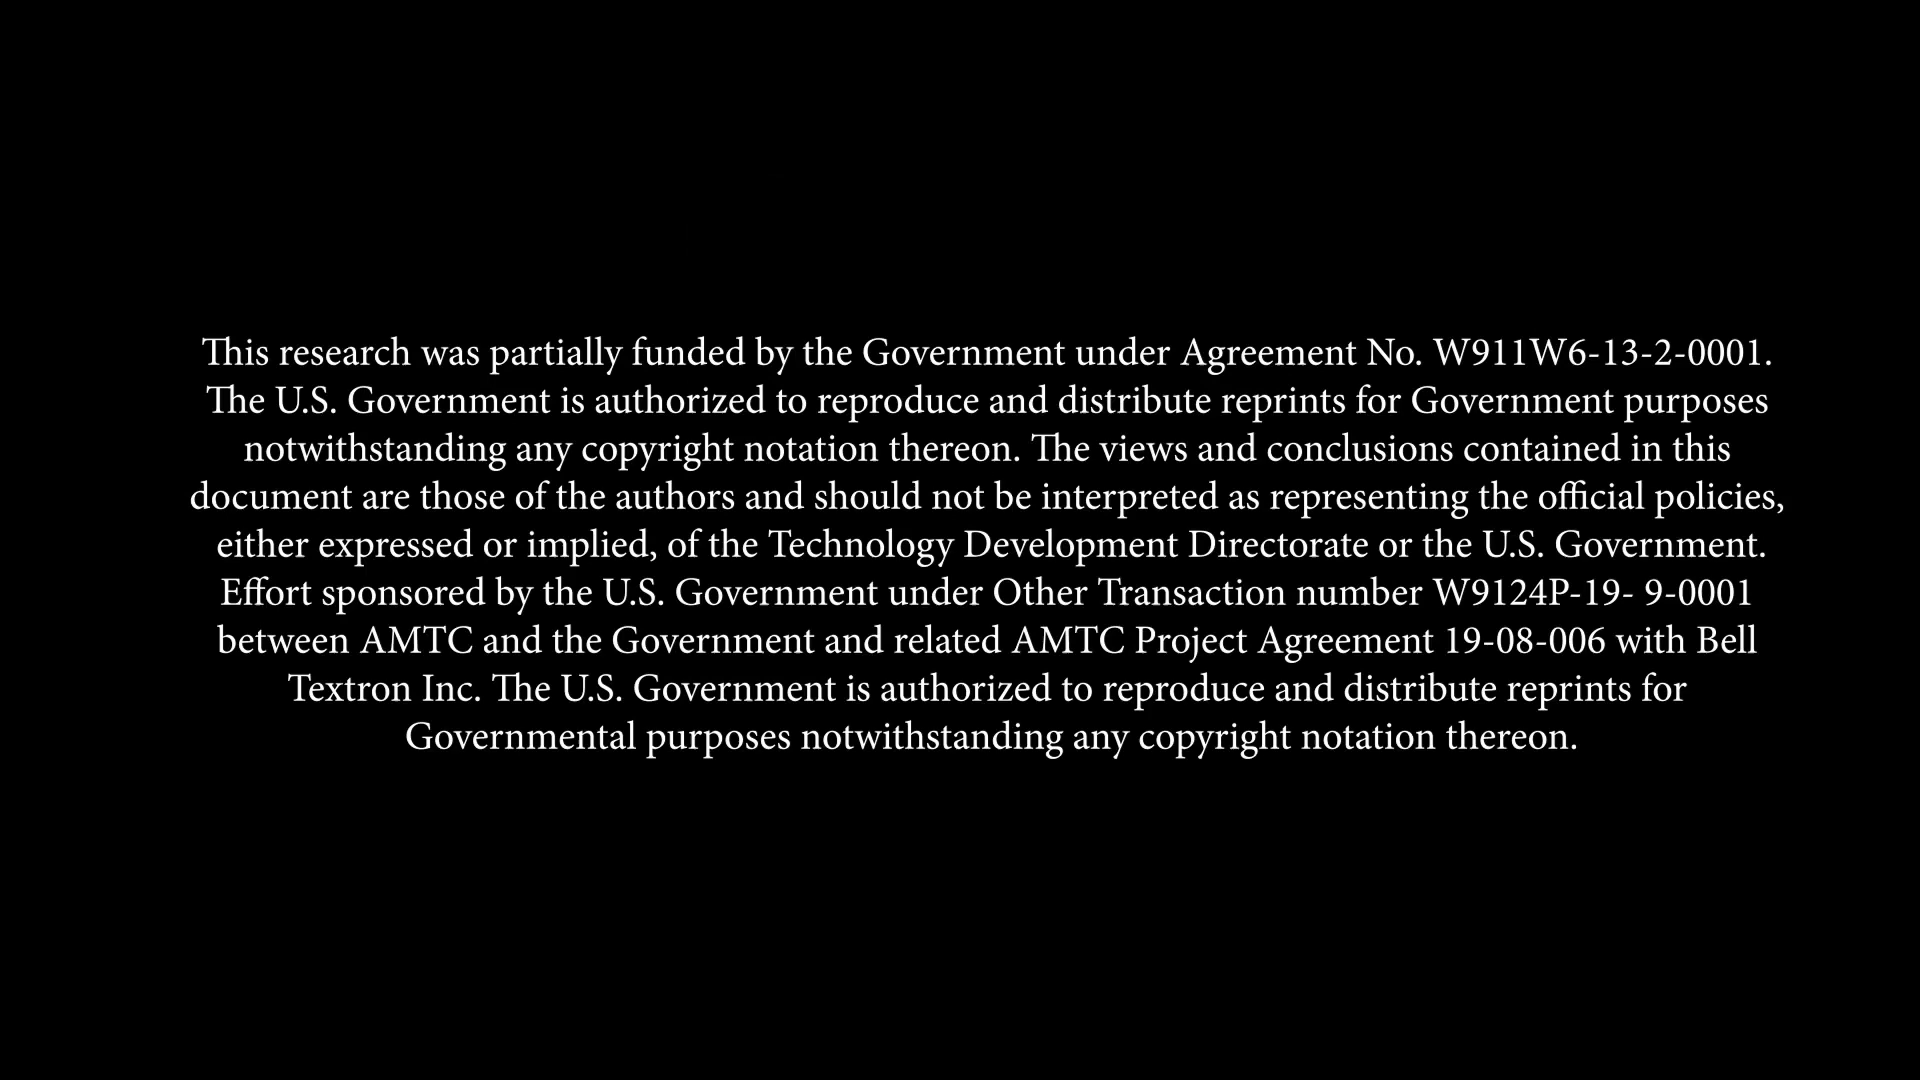 This research was partially funded by the Government under Agreement No. W911W6-13-2-0001.
The U.S. Government is authorized to reproduce and distribute reprints for Government purposes
notwithstanding any copyright notation thereon. The views and conclusions contained in this
document are those of the authors and should not be interpreted as representing the official policies,
either expressed or implied, of the Technology Development Directorate or the U.S. Government.
Effort sponsored by the U.S. Government under Other Transaction number W9124P-19- 9-0001
between AMTC and the Government and related AMTC Project Agreement 19-08-006 with Bell
Textron Inc. The U.S. Government is authorized to reproduce and distribute reprints for
Governmental purposes notwithstanding any copyright notation thereon.